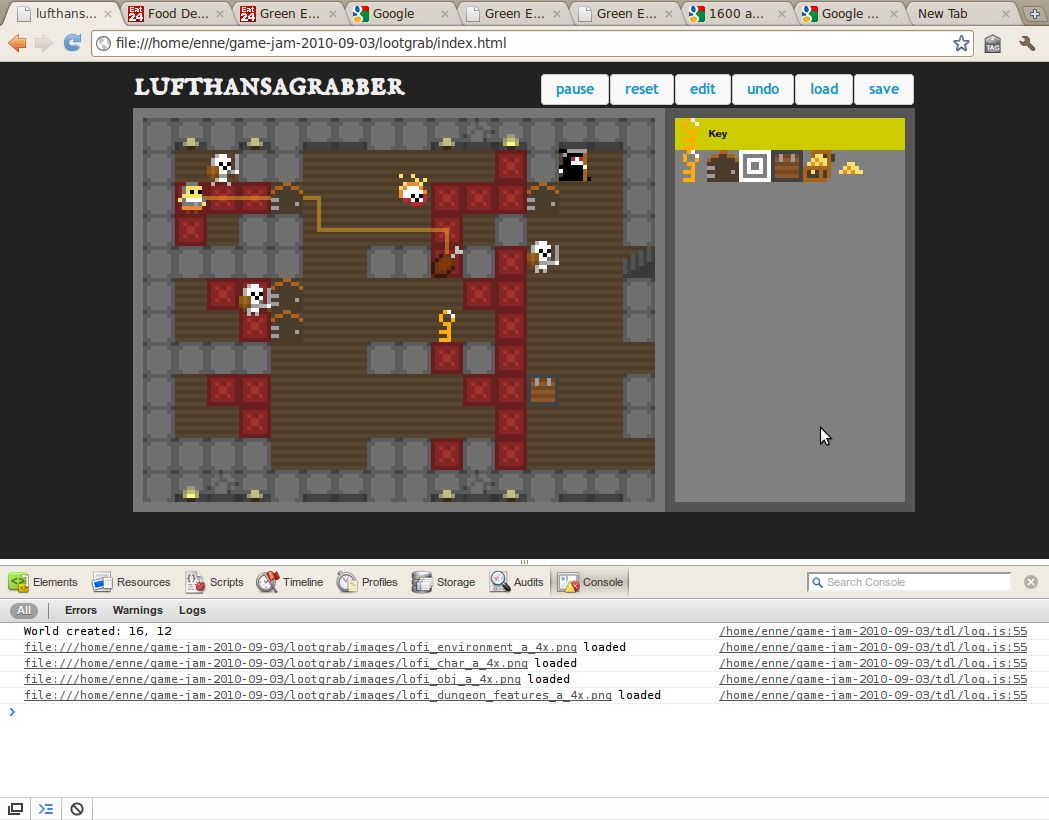 lufthans...
Food De...
Green E...
Google
Green E...
Green E...
1600 a...
Google ...
New Tab
file:///home/enne/game-jam-2010-09-03/lootgrab/index.html
TAG
LUFTHANSAGRABBER
pause
reset
edit
undo
load
save
Key
Elements
Resources
Scripts
Timeline
Profiles
Storage
Audits
Console
Search Console
All
Errors
Warnings
Logs
World created: 16, 12 /home/enne/game-jam-2010-09-03/tdl/log.js:55
file:///home/enne/game-jam-2010-09-03/lootgrab/images/lofi_environment_a_4x.png loaded /home/enne/game-jam-2010-09-03/tdl/log.js:55
file:///home/enne/game-jam-2010-09-03/lootgrab/images/lofi_char_a_4x.png loaded /home/enne/game-jam-2010-09-03/tdl/log.js:55
file:///home/enne/game-jam-2010-09-03/lootgrab/images/lofi_obj_a_4x.png loaded /home/enne/game-jam-2010-09-03/tdl/log.js:55
file:///home/enne/game-jam-2010-09-03/lootgrab/images/lofi_dungeon_features_a_4x.png loaded /home/enne/game-jam-2010-09-03/tdl/log.js:55